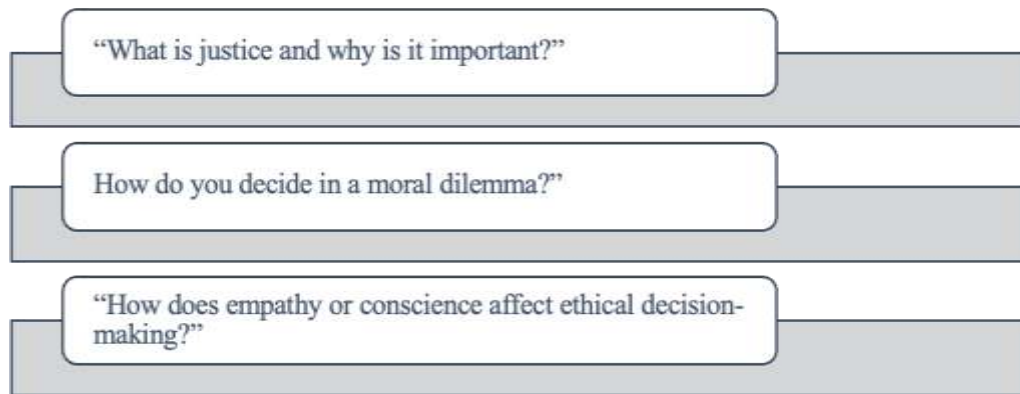 “What is justice and why is it important?”
How do you decide in a moral dilemma?”
“How does empathy or conscience affect ethical decision-
making?”